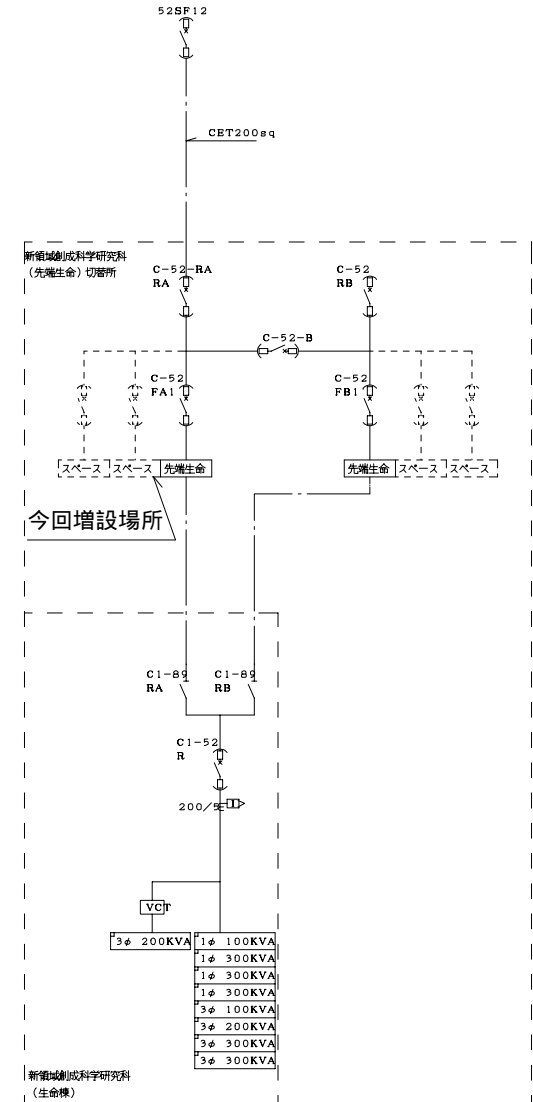 52SF12
CET200sq
新領域創成科学研究科
（先端生命）切替所
C-52-RA
RA
C-52
RB
C-52-B
C-52
FA1
C-52
FB1
スペース
スペース
先端生命
先端生命
スペース
スペース
今回増設場所
C1-89
RA
C1-89
RB
C1-52
R
200/5
VCT
3φ 200KVA
1φ 100KVA
1φ 300KVA
1φ 300KVA
1φ 300KVA
3φ 100KVA
3φ 200KVA
3φ 300KVA
3φ 300KVA
新領域創成科学研究科
（生命棟）